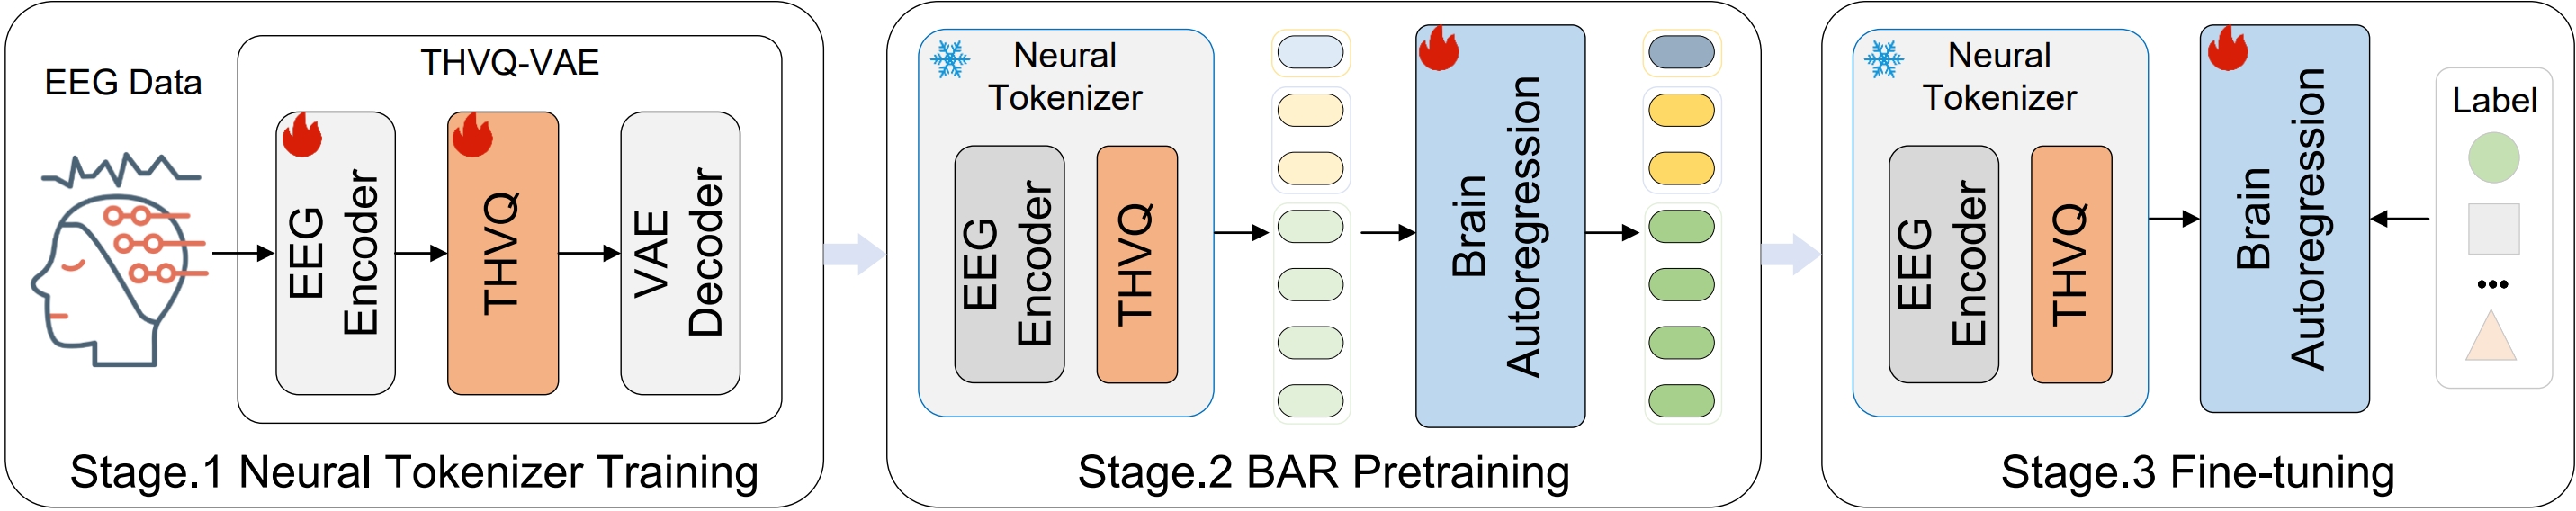 EEG Data
THVQ-VAE
EEG
Encoder
THVQ
VAE
Decoder
Stage.1 Neural Tokenizer Training
Neural
Tokenizer
EEG
Encoder
THVQ
Brain
Autoregression
Stage.2 BAR Pretraining
Neural
Tokenizer
EEG
Encoder
THVQ
Brain
Autoregression
Label
Stage.3 Fine-tuning